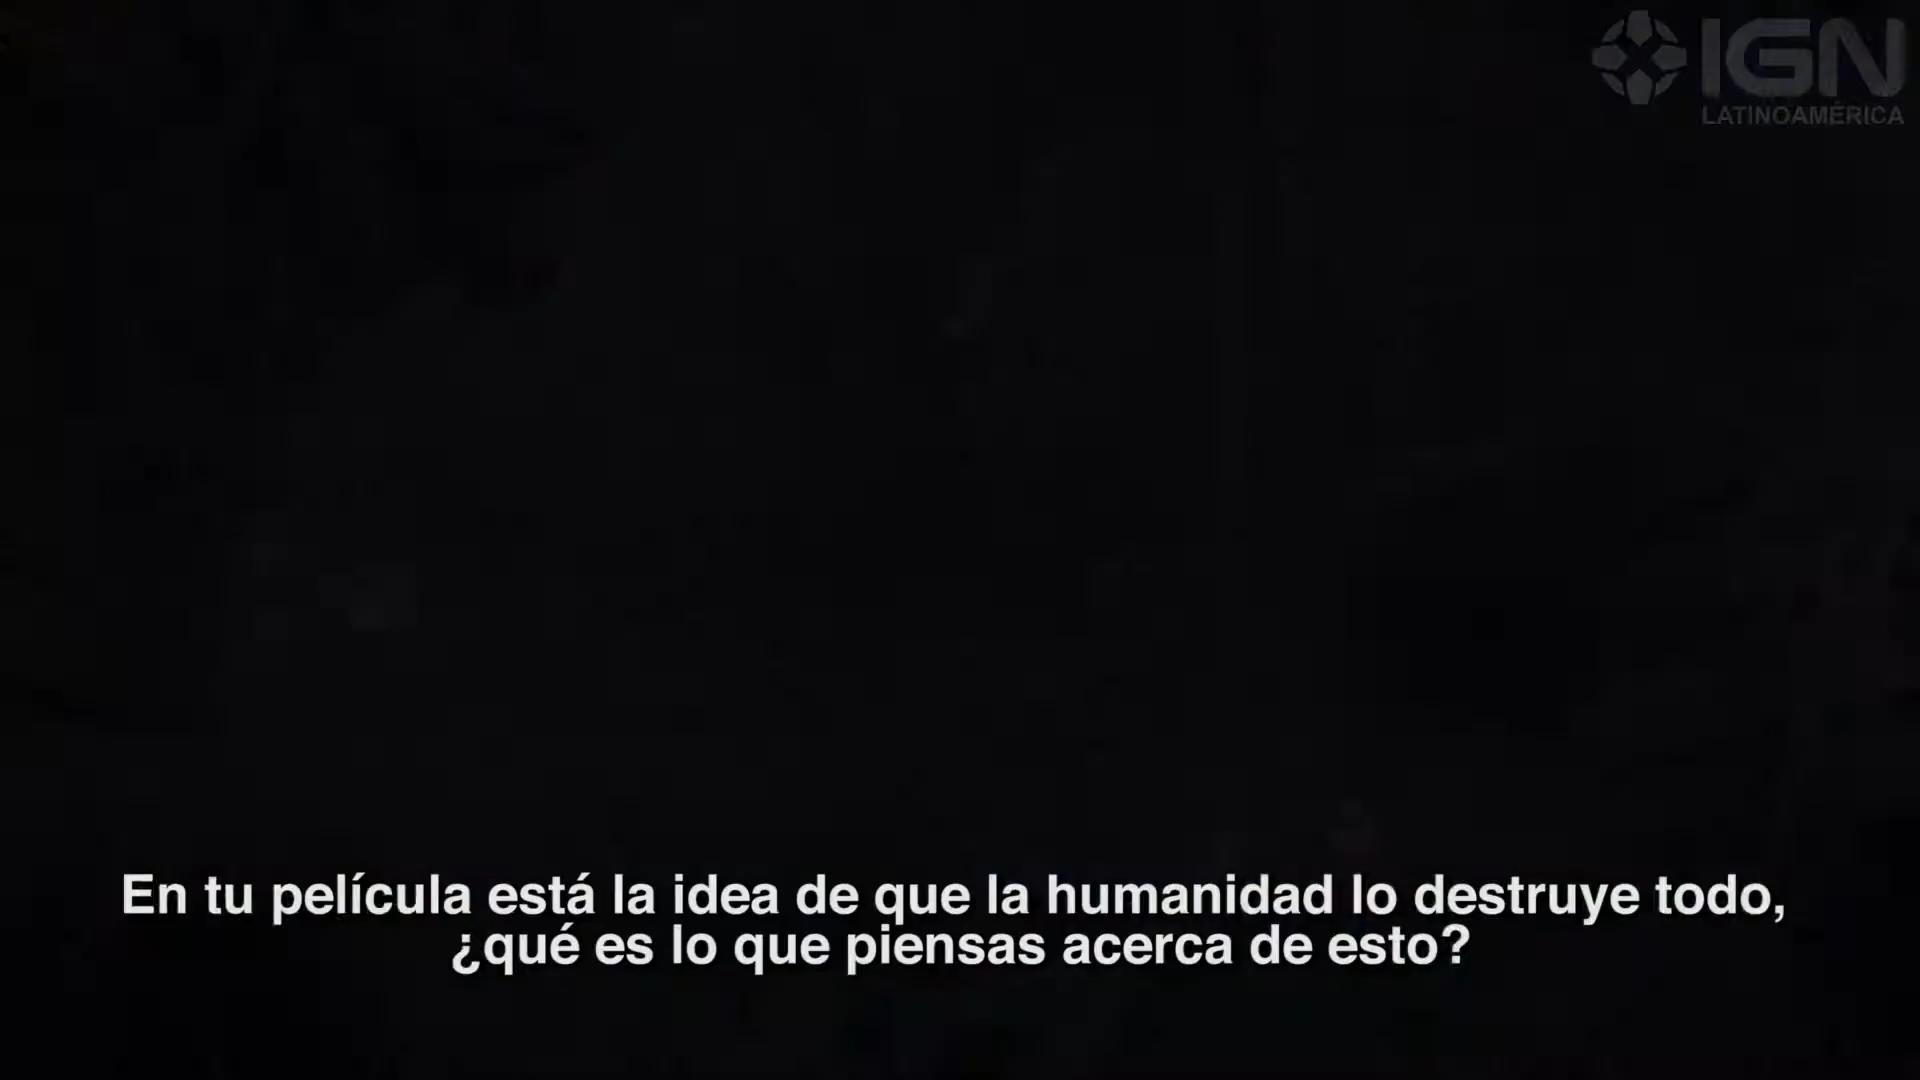 IGN
LATINOAMÉRICA
En tu película está la idea de que la humanidad lo destruye todo,
¿qué es lo que piensas acerca de esto?